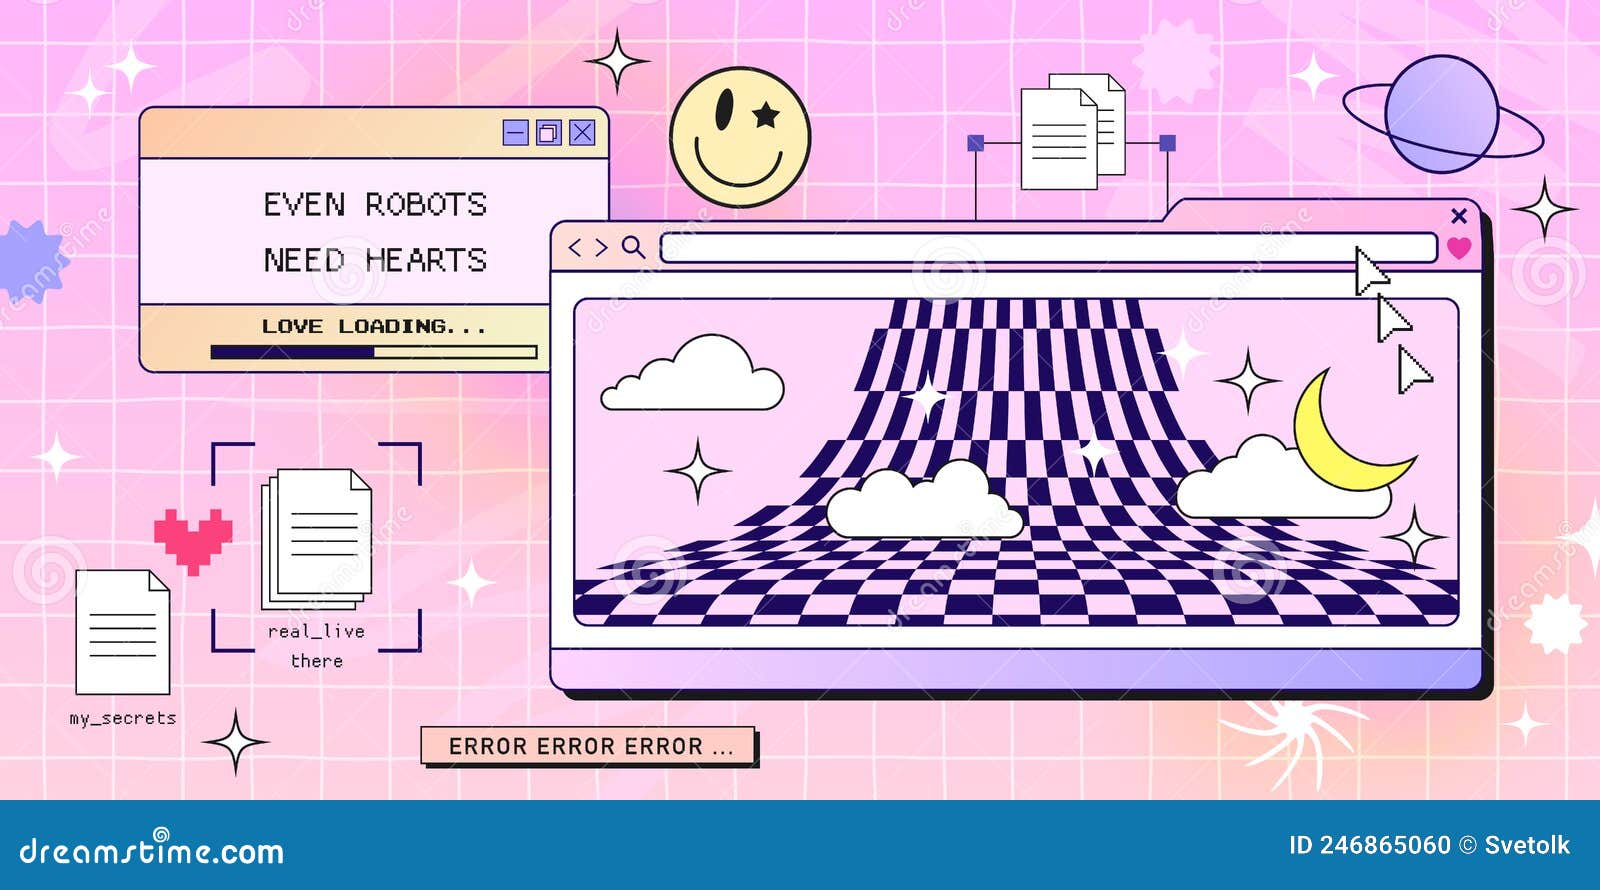 EVEN ROBOTS
NEED HEARTS
LOVE LOADING...
real_live
there
my_secrets
ERROR ERROR ERROR ...
dreamstime.com
ID 246865060 © Svetolk